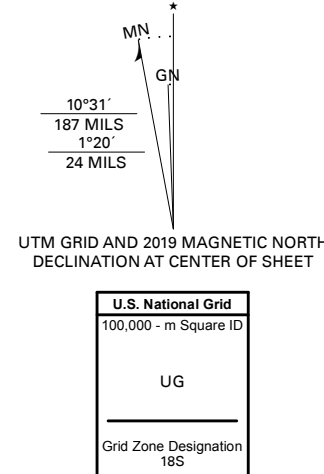 ★
MN
GN
10°31´
187 MILS
1°20´
24 MILS
UTM GRID AND 2019 MAGNETIC NORTH
DECLINATION AT CENTER OF SHEET
U.S. National Grid
100,000 - m Square ID
UG
Grid Zone Designation
18S